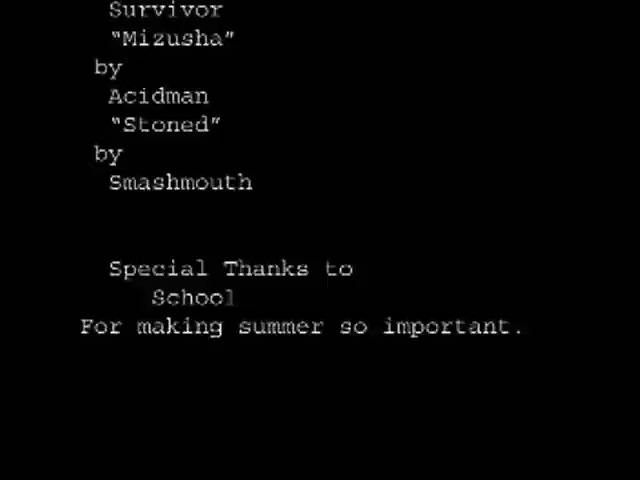 Survivor
"Mizusha"
by
Acidman
"Stoned"
by
Smashmouth
Special Thanks to
School
For making summer so important.